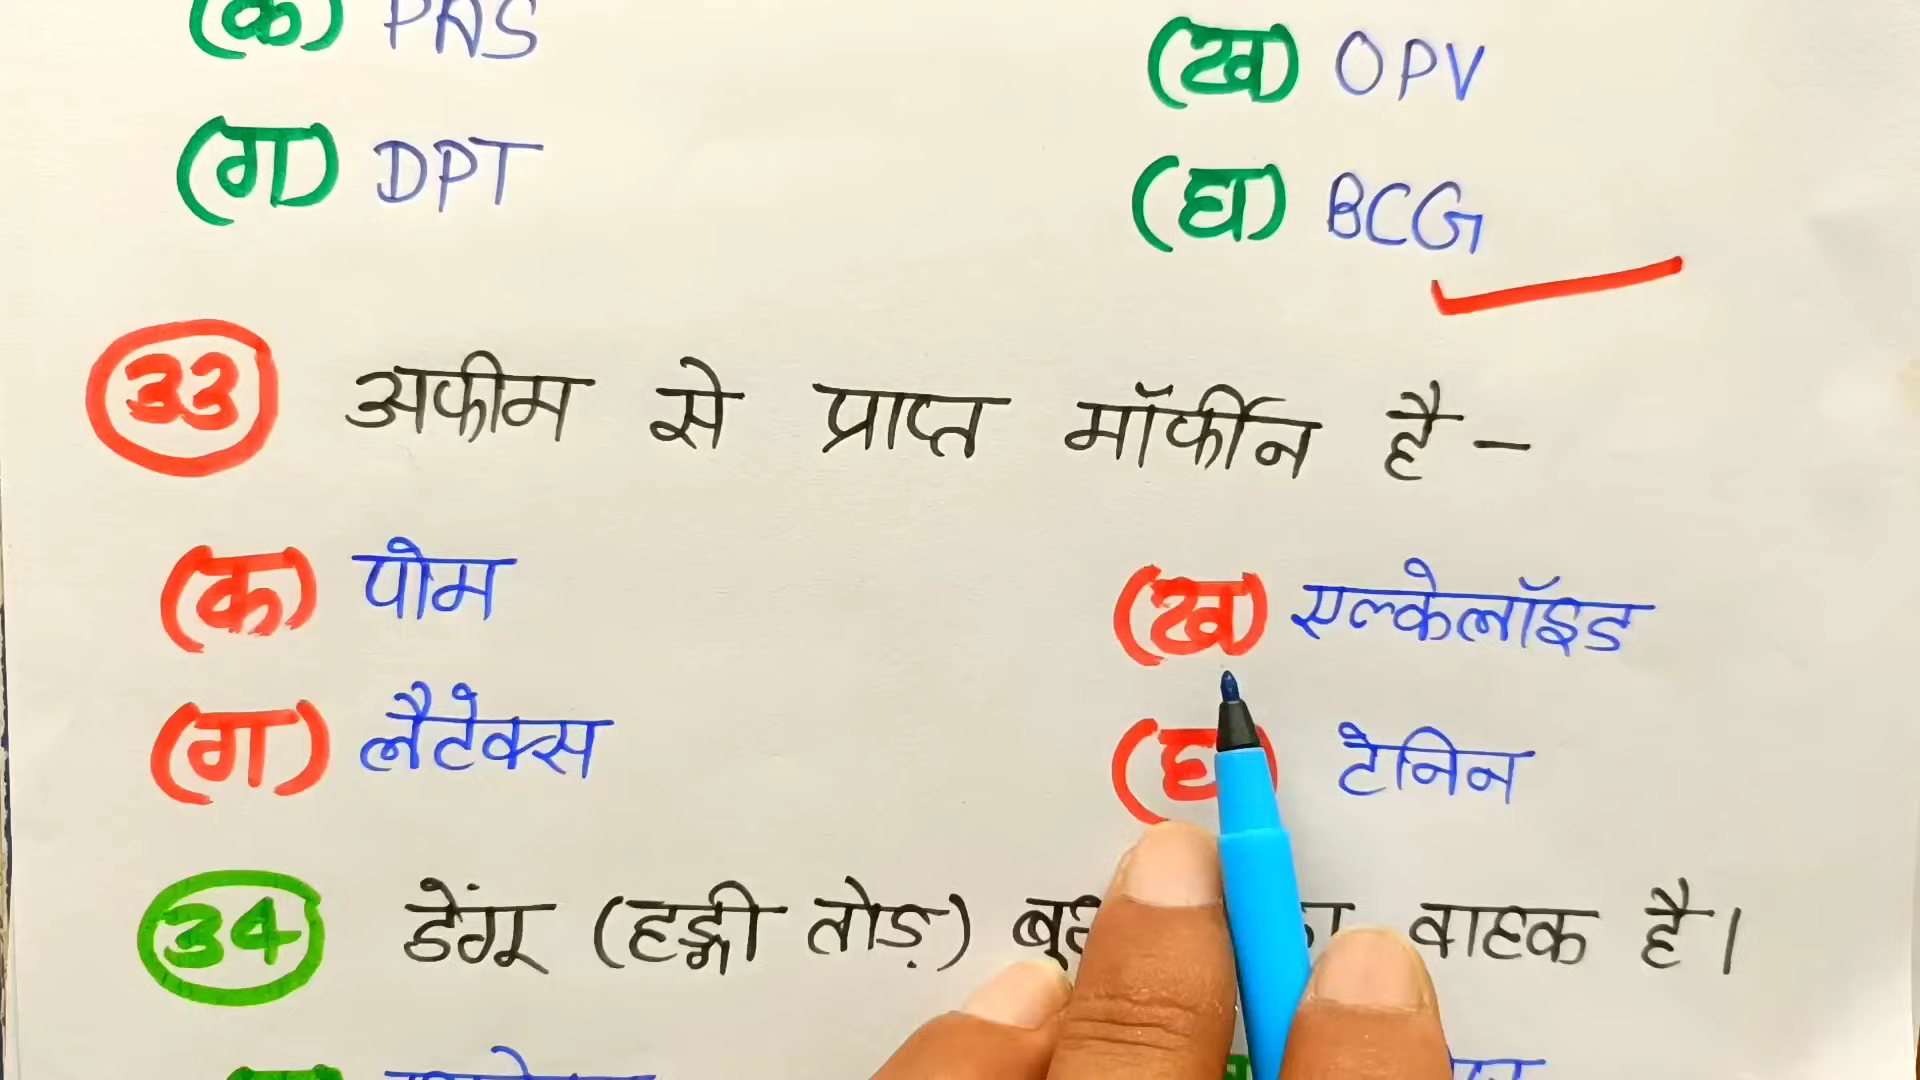 (क) PAS (ख) OPV
(ग) DPT (घ) BCG
33 अफीम से प्राप्त मॉर्फीन है -
(क) पोम (ख) एल्केलॉइड
(ग) लैटेक्स (घ) टेनिन
34 डेंगू (हड्डी तोड़) वाहक है।